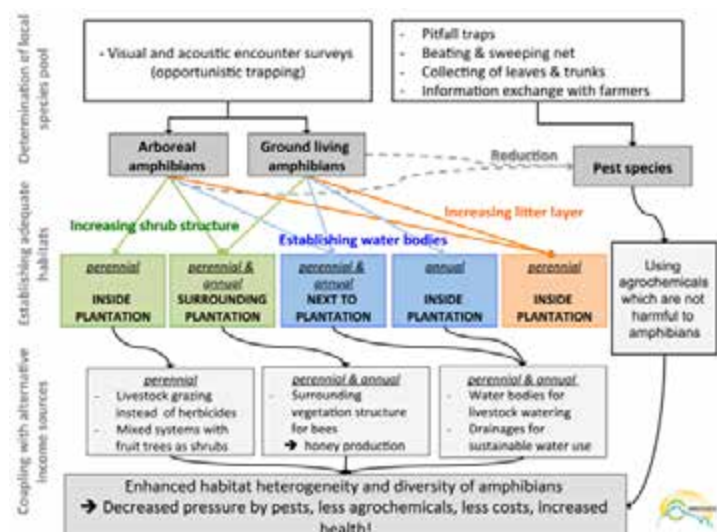 Determination of local
species pool
- Visual and acoustic encounter surveys
(opportunistic trapping)
- Pitfall traps
- Beating & sweeping net
- Collecting of leaves & trunks
- Information exchange with farmers
Arboreal
amphibians
Ground living
amphibians
Reduction
Pest species
Establishing adequate
habitats
Increasing shrub structure
Increasing litter layer
Establishing water bodies
perennial
INSIDE
PLANTATION
perennial &
annual
SURROUNDING
PLANTATION
perennial &
annual
NEXT TO
PLANTATION
annual
INSIDE
PLANTATION
perennial
INSIDE
PLANTATION
Using
agrochemicals
which are not
harmful to
amphibians
Coupling with alternative
income sources
perennial
- Livestock grazing
instead of herbicides
- Mixed systems with
fruit trees as shrubs
perennial & annual
- Surrounding
vegetation structure
for bees
➔ honey production
perennial & annual
- Water bodies for
livestock watering
- Drainages for
sustainable water use
Enhanced habitat heterogeneity and diversity of amphibians
➔ Decreased pressure by pests, less agrochemicals, less costs, increased
health!